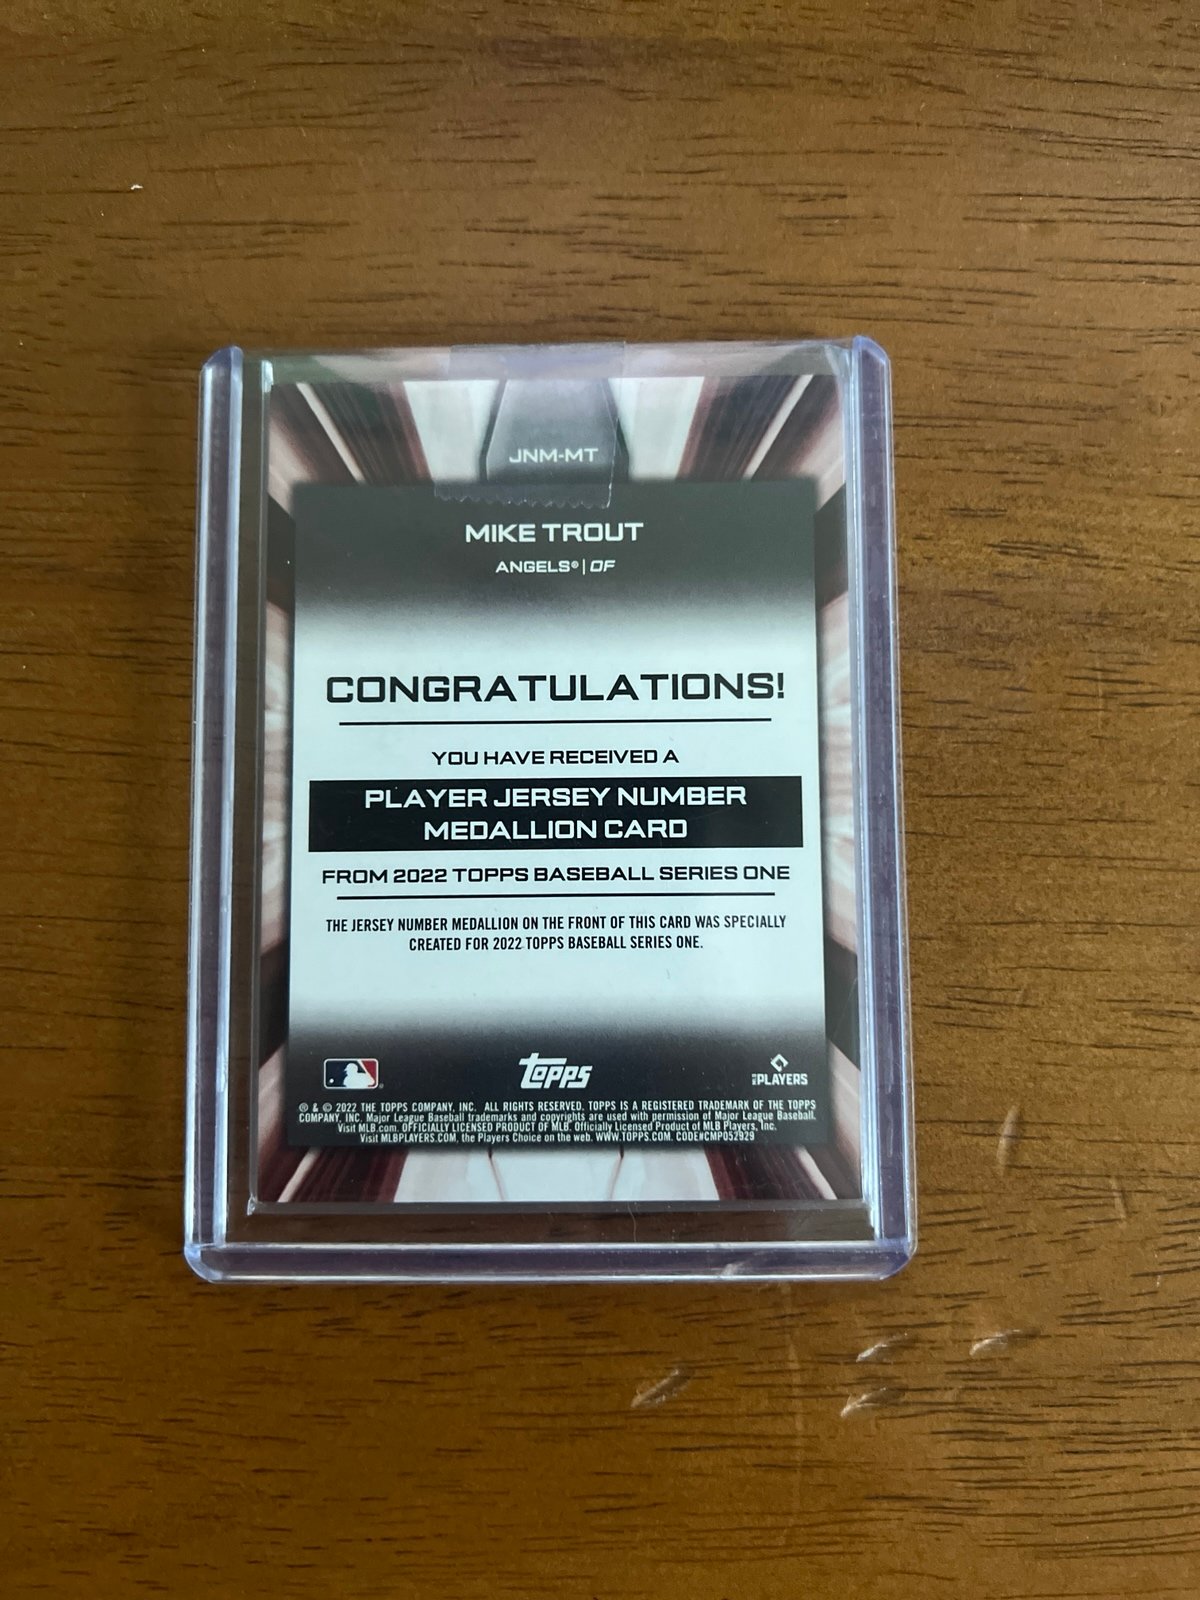 JNM-MT
MIKE TROUT
ANGELS® | OF
CONGRATULATIONS!
YOU HAVE RECEIVED A
PLAYER JERSEY NUMBER
MEDALLION CARD
FROM 2022 TOPPS BASEBALL SERIES ONE
THE JERSEY NUMBER MEDALLION ON THE FRONT OF THIS CARD WAS SPECIALLY
CREATED FOR 2022 TOPPS BASEBALL SERIES ONE.
topps
PLAYERS
® & © 2022 THE TOPPS COMPANY, INC. ALL RIGHTS RESERVED. TOPPS IS A REGISTERED TRADEMARK OF THE TOPPS
COMPANY, INC. Major League Baseball trademarks and copyrights are used with permission of Major League Baseball.
Visit MLB.com. OFFICIALLY LICENSED PRODUCT OF MLB. Officially Licensed Product of MLB Players, Inc.
Visit MLBPLAYERS.COM, the Players Choice on the web. WWW.TOPPS.COM. CODE#CMP052929